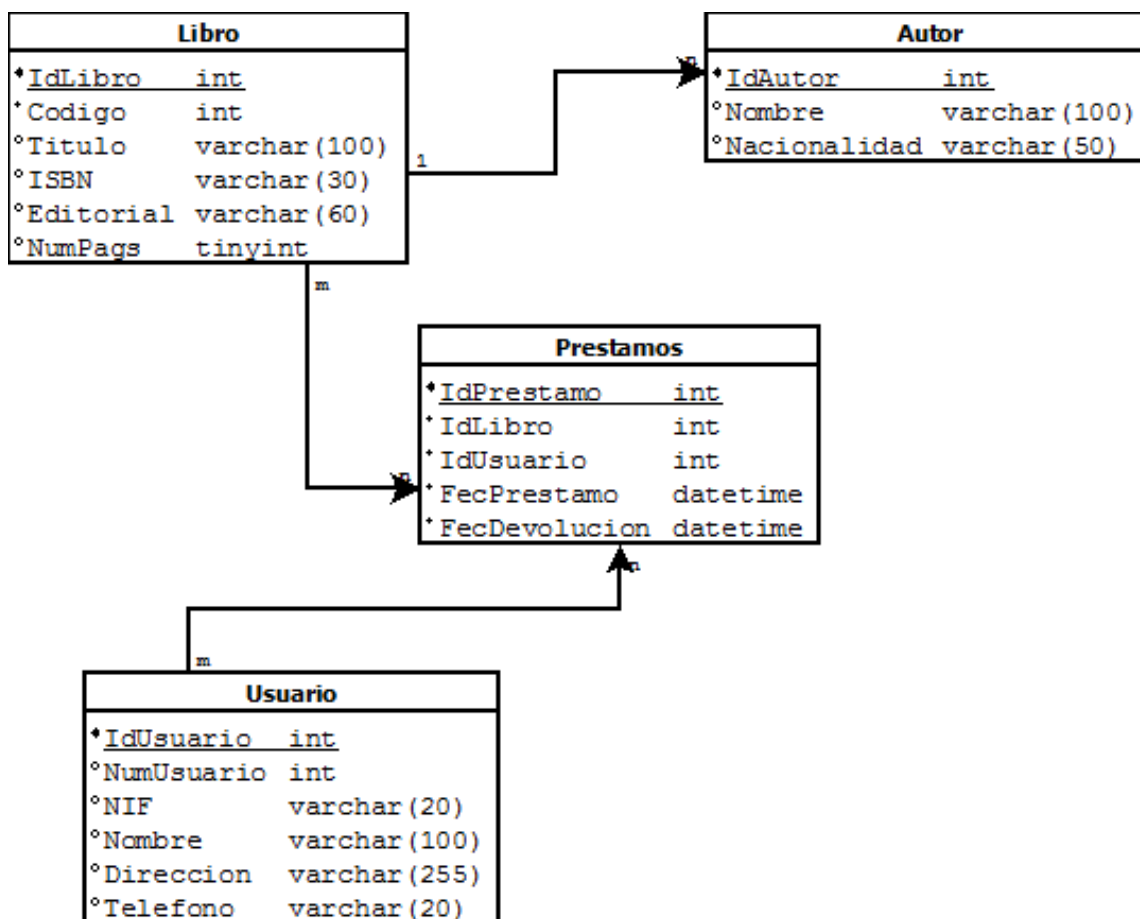 Libro
IdLibro int
Codigo int
Titulo varchar(100)
ISBN varchar(30)
Editorial varchar(60)
NumPags tinyint
1
n
Autor
IdAutor int
Nombre varchar(100)
Nacionalidad varchar(50)
m
n
Prestamos
IdPrestamo int
IdLibro int
IdUsuario int
FecPrestamo datetime
FecDevolucion datetime
n
m
Usuario
IdUsuario int
NumUsuario int
NIF varchar(20)
Nombre varchar(100)
Direccion varchar(255)
Telefono varchar(20)